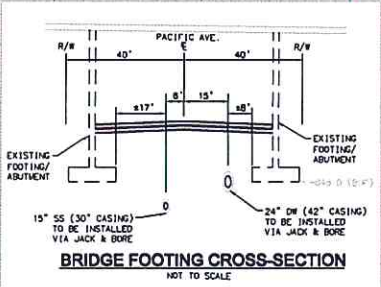 PACIFIC AVE.
R/W
℄
R/W
40'
40'
6'
15'
±17'
±8'
EXISTING
FOOTING/
ABUTMENT
EXISTING
FOOTING/
ABUTMENT
15" SS (30" CASING)
TO BE INSTALLED
VIA JACK & BORE
24" DW (42" CASING)
TO BE INSTALLED
VIA JACK & BORE
BRIDGE FOOTING CROSS-SECTION
NOT TO SCALE